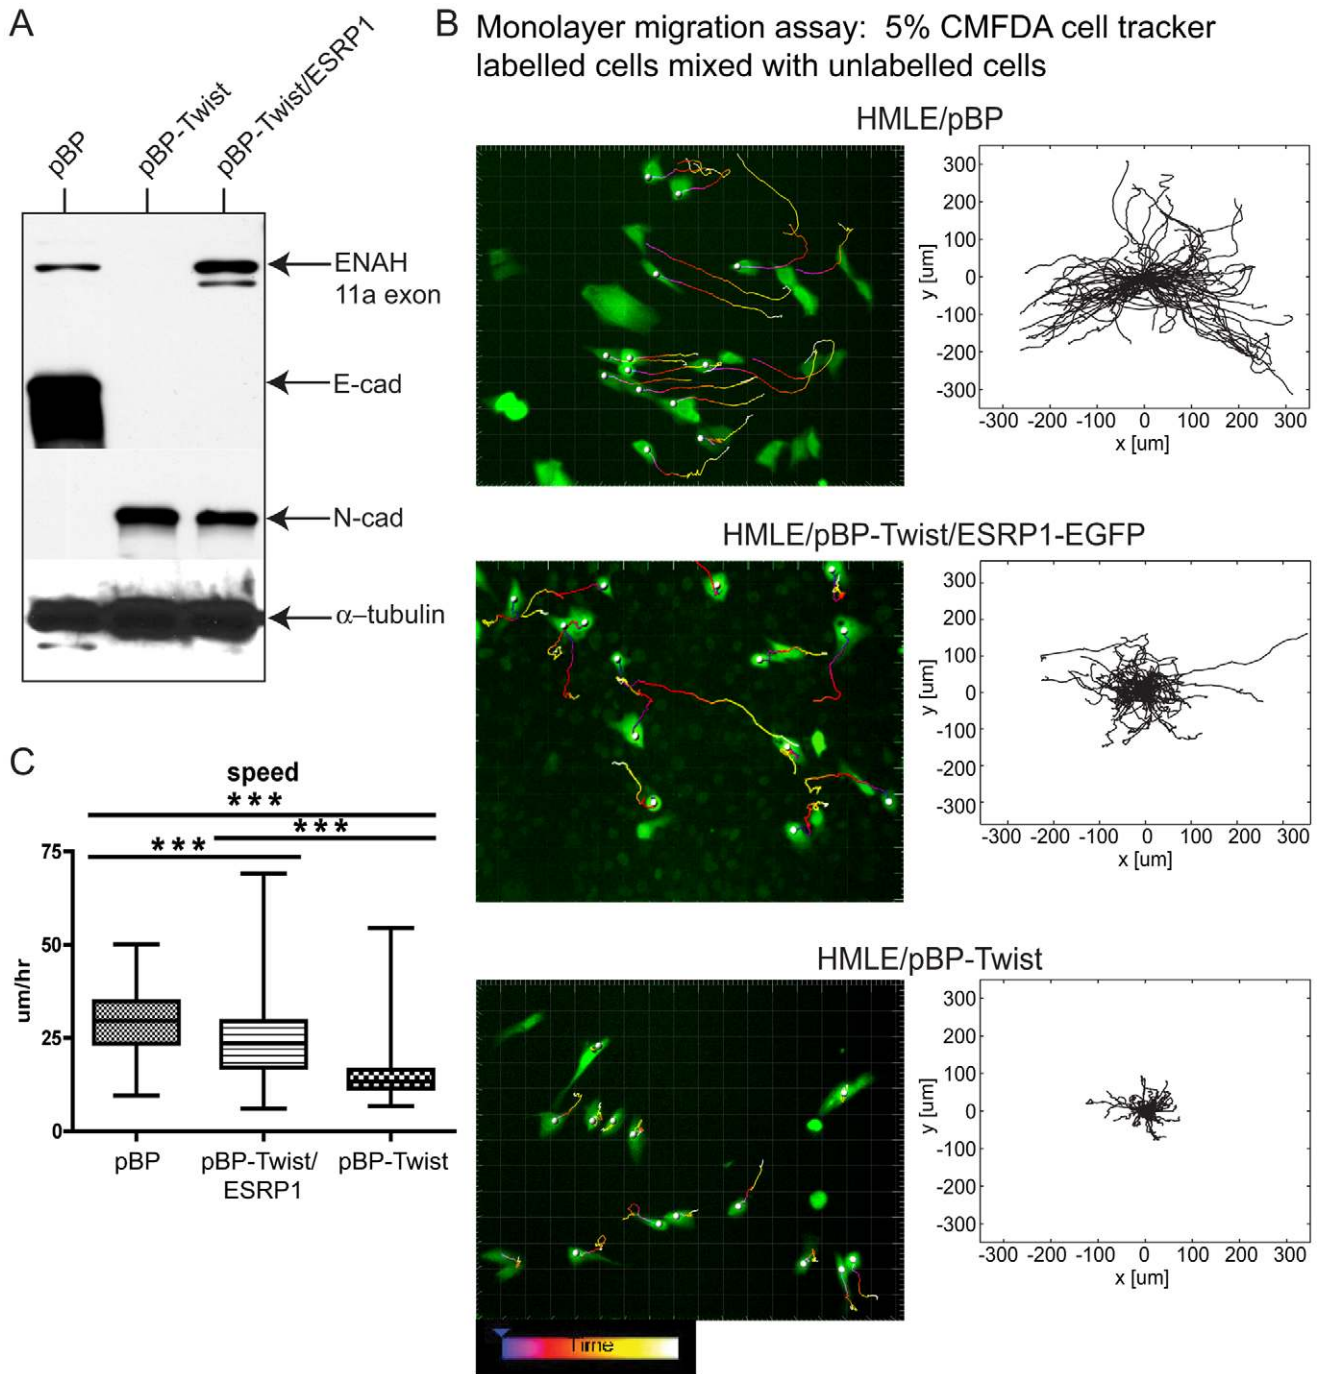 A
pBP
pBP-Twist
pBP-Twist/ESRP1
ENAH
11a exon
E-cad
N-cad
α–tubulin
B Monolayer migration assay: 5% CMFDA cell tracker
labelled cells mixed with unlabelled cells
HMLE/pBP
300
200
100
0
-100
-200
-300
y [um]
-300 -200 -100 0 100 200 300
x [um]
HMLE/pBP-Twist/ESRP1-EGFP
300
200
100
0
-100
-200
-300
y [um]
-300 -200 -100 0 100 200 300
x [um]
HMLE/pBP-Twist
300
200
100
0
-100
-200
-300
y [um]
-300 -200 -100 0 100 200 300
x [um]
Time
C
speed
***
***
***
75
50
25
0
um/hr
pBP
pBP-Twist/
ESRP1
pBP-Twist